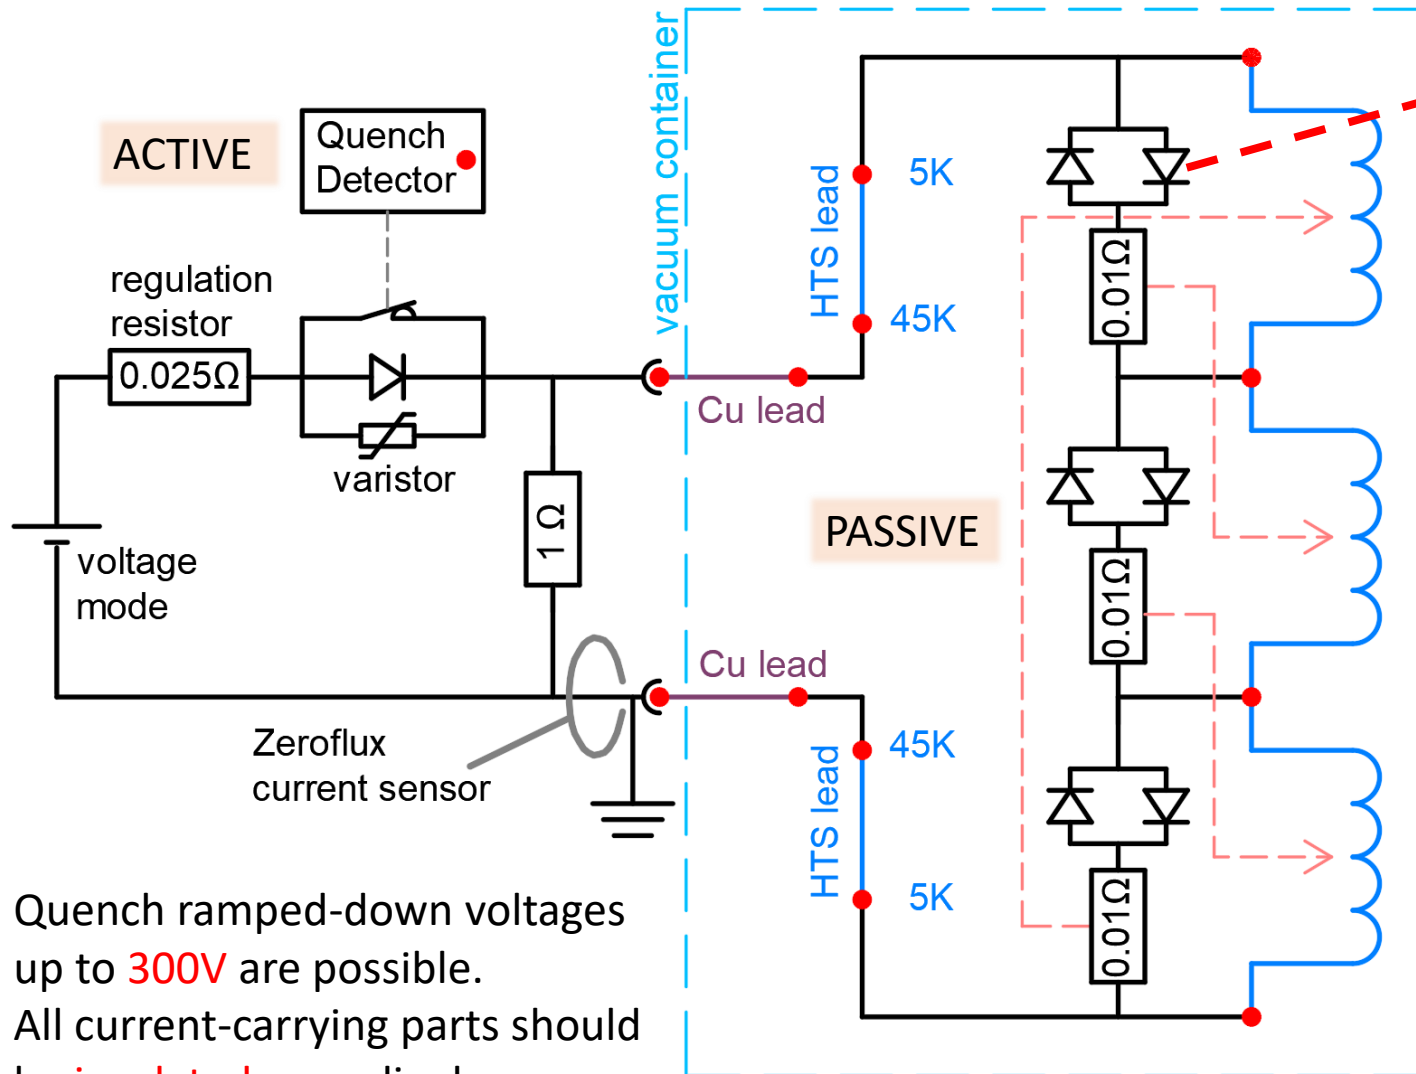 ACTIVE
Quench
Detector
regulation
resistor
0.025Ω
varistor
voltage
mode
1 Ω
Zeroflux
current sensor
vacuum container
Cu lead
Cu lead
HTS lead
5K
45K
PASSIVE
45K
HTS lead
5K
0.01Ω
0.01Ω
0.01Ω
Quench ramped-down voltages
up to 300V are possible.
All current-carrying parts should